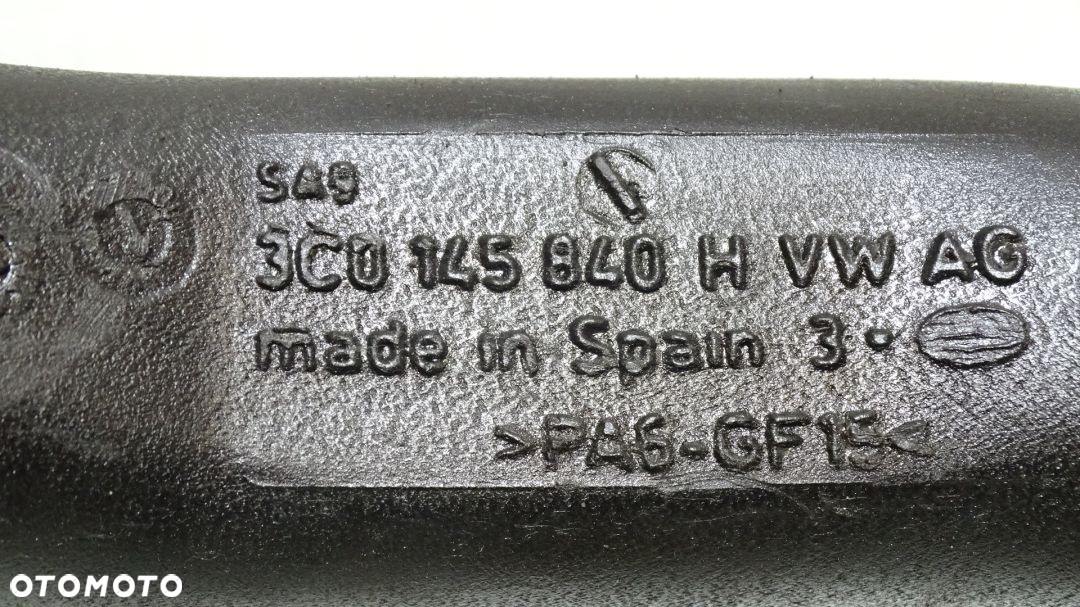 SA9
3C0 145 840 H VW AG
made in Spain 3 •
>PA6-GF15<
OTOMOTO